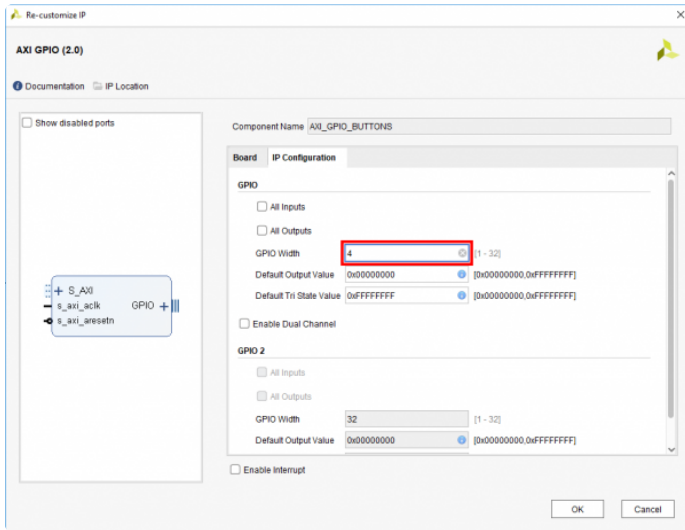 Re-customize IP
AXI GPIO (2.0)
Documentation IP Location
Show disabled ports
S_AXI
s_axi_aclk GPIO
s_axi_aresetn
Component Name AXI_GPIO_BUTTONS
Board IP Configuration
GPIO
All Inputs
All Outputs
GPIO Width 4 [1 - 32]
Default Output Value 0x00000000 [0x00000000,0xFFFFFFFF]
Default Tri State Value 0xFFFFFFFF [0x00000000,0xFFFFFFFF]
Enable Dual Channel
GPIO 2
All Inputs
All Outputs
GPIO Width 32 [1 - 32]
Default Output Value 0x00000000 [0x00000000,0xFFFFFFFF]
Enable Interrupt
OK Cancel